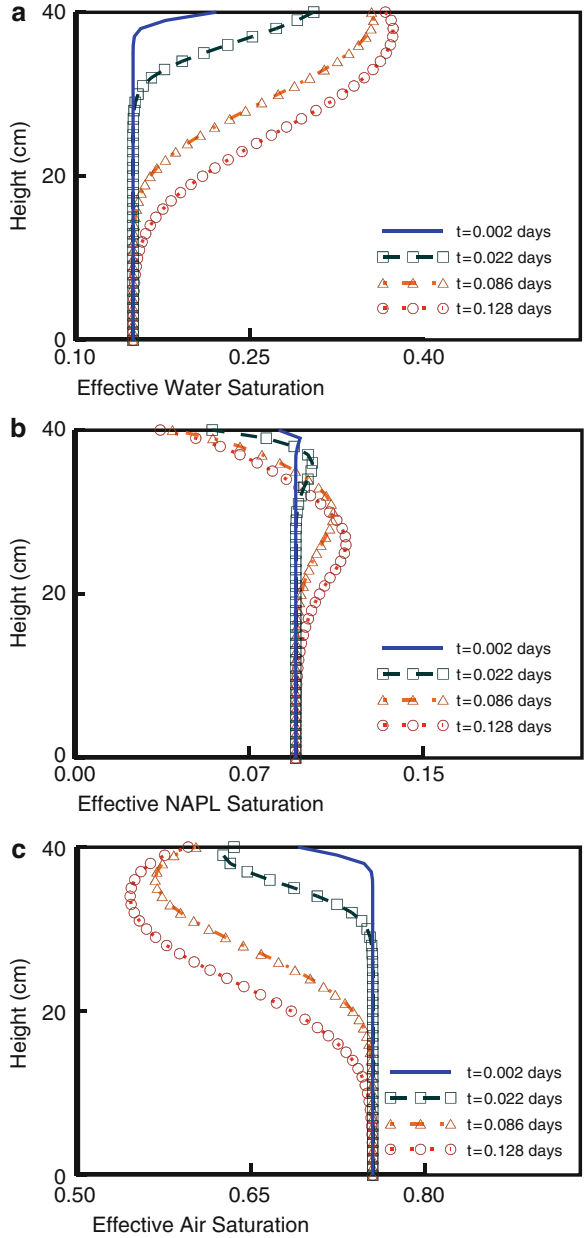 a
40
20
0
Height (cm)
t=0.002 days
t=0.022 days
t=0.086 days
t=0.128 days
0.10
0.25
0.40
Effective Water Saturation
b
40
20
0
Height (cm)
t=0.002 days
t=0.022 days
t=0.086 days
t=0.128 days
0.00
0.07
0.15
Effective NAPL Saturation
c
40
20
0
Height (cm)
t=0.002 days
t=0.022 days
t=0.086 days
t=0.128 days
0.50
0.65
0.80
Effective Air Saturation